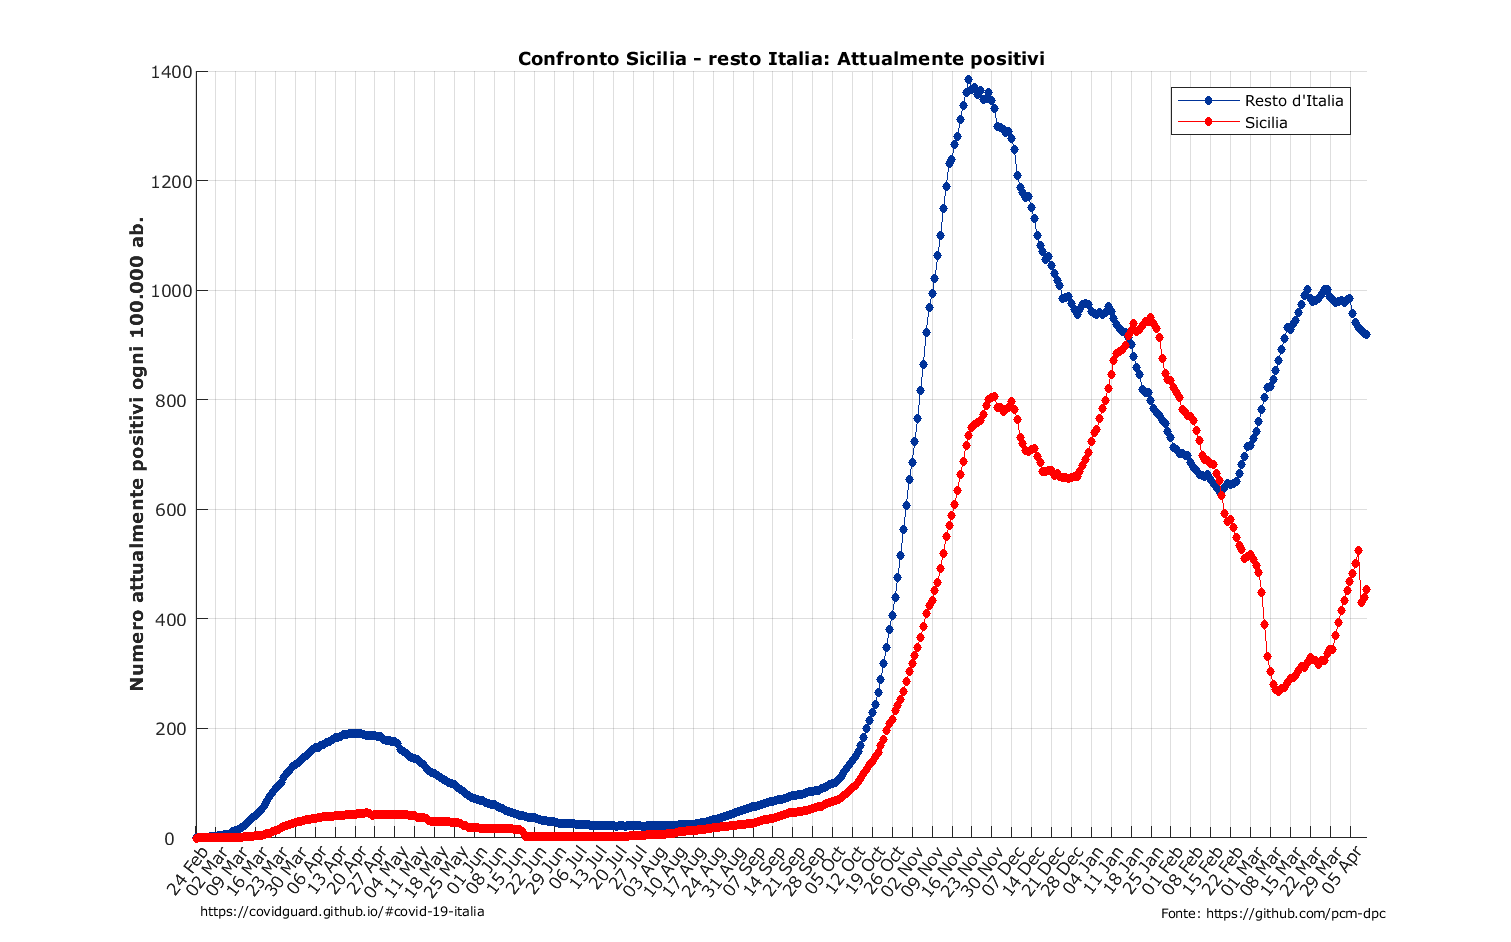 Confronto Sicilia - resto Italia: Attualmente positivi
Numero attualmente positivi ogni 100.000 ab.
1400
1200
1000
800
600
400
200
0
Resto d'Italia
Sicilia
24 Feb
02 Mar
09 Mar
16 Mar
23 Mar
30 Mar
06 Apr
13 Apr
20 Apr
27 Apr
04 May
11 May
18 May
25 May
01 Jun
08 Jun
15 Jun
22 Jun
29 Jun
06 Jul
13 Jul
20 Jul
27 Jul
03 Aug
10 Aug
17 Aug
24 Aug
31 Aug
07 Sep
14 Sep
21 Sep
28 Sep
05 Oct
12 Oct
19 Oct
26 Oct
02 Nov
09 Nov
16 Nov
23 Nov
30 Nov
07 Dec
14 Dec
21 Dec
28 Dec
04 Jan
11 Jan
18 Jan
25 Jan
01 Feb
08 Feb
15 Feb
22 Feb
01 Mar
08 Mar
15 Mar
22 Mar
29 Mar
05 Apr
https://covidguard.github.io/#covid-19-italia
Fonte: https://github.com/pcm-dpc